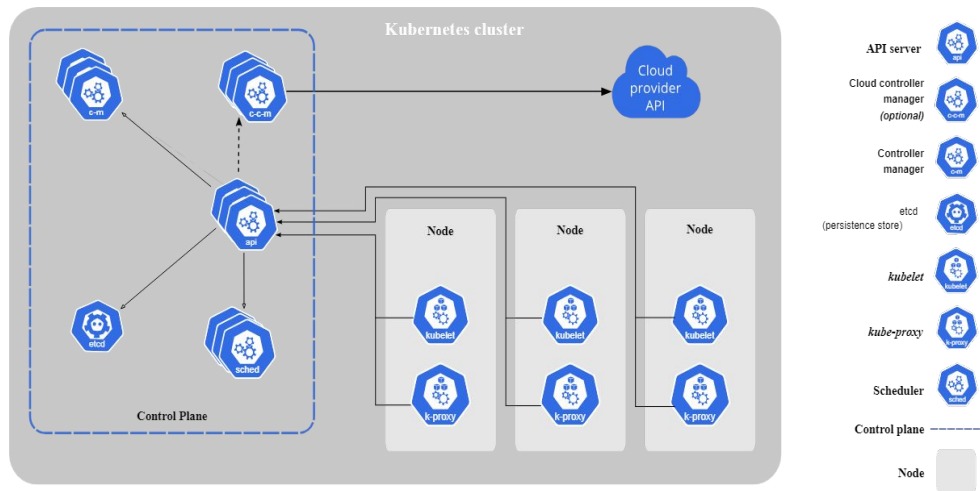 Kubernetes cluster
c-m
c-c-m
Cloud
provider
API
api
Node
Node
Node
etcd
sched
kubelet
kubelet
kubelet
k-proxy
k-proxy
k-proxy
Control Plane
API server
api
Cloud controller
manager
(optional)
c-c-m
Controller
manager
c-m
etcd
(persistence store)
etcd
kubelet
kubelet
kube-proxy
k-proxy
Scheduler
sched
Control plane
Node